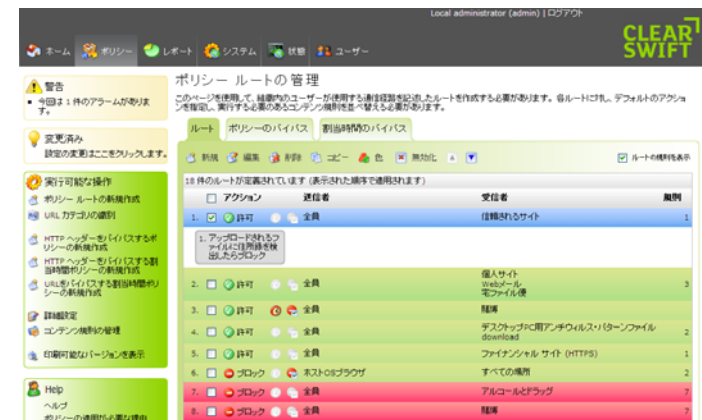 Local administrator (admin) | ログアウト
CLEAR
SWIFT
ホーム ポリシー レポート システム 状態 ユーザー
警告
今回は 1 件のアラームがありま
す。
変更済み
設定の変更はここをクリックします。
実行可能な操作
ポリシー ルートの新規作成
URL カテゴリの識別
HTTP ヘッダーをバイパスするポ
リシーの新規作成
HTTP ヘッダーをバイパスする割
当時間ポリシーの新規作成
URLをバイパスする割当時間ポリ
シーの新規作成
詳細設定
コンテンツ規則の管理
印刷可能なバージョンを表示
Help
ヘルプ
ポリシーの適用が必要な理由
ポリシー ルートの管理
このページを使用して、組織内のユーザーが使用する通信経路を記述したルートを作成する必要があります。各ルートに対し、デフォルトのアクショ
ンを指定し、実行する必要のあるコンテンツ規則を並べ替える必要があります。
ルート ポリシーのバイパス 割当時間のバイパス
新規 編集 削除 コピー 色 無効化 ルートの規則を表示
18 件のルートが定義されています (表示された順序で適用されます)
アクション 送信者 受信者 規則
1. 許可 全員 信頼されるサイト 1
1. アップロードされるフ
ァイルに住所録を検
出したらブロック
2. 許可 全員 個人サイト
Webメール
宅ファイル便 3
3. 許可 全員 賭博
4. 許可 全員 デスクトップPC用アンチウィルス・パターンファイル
download 2
5. 許可 全員 ファイナンシャル サイト (HTTPS) 1
6. ブロック ホストOSブラウザ すべての場所 2
7. ブロック 全員 アルコールとドラッグ 7
8. ブロック 全員 賭博 7